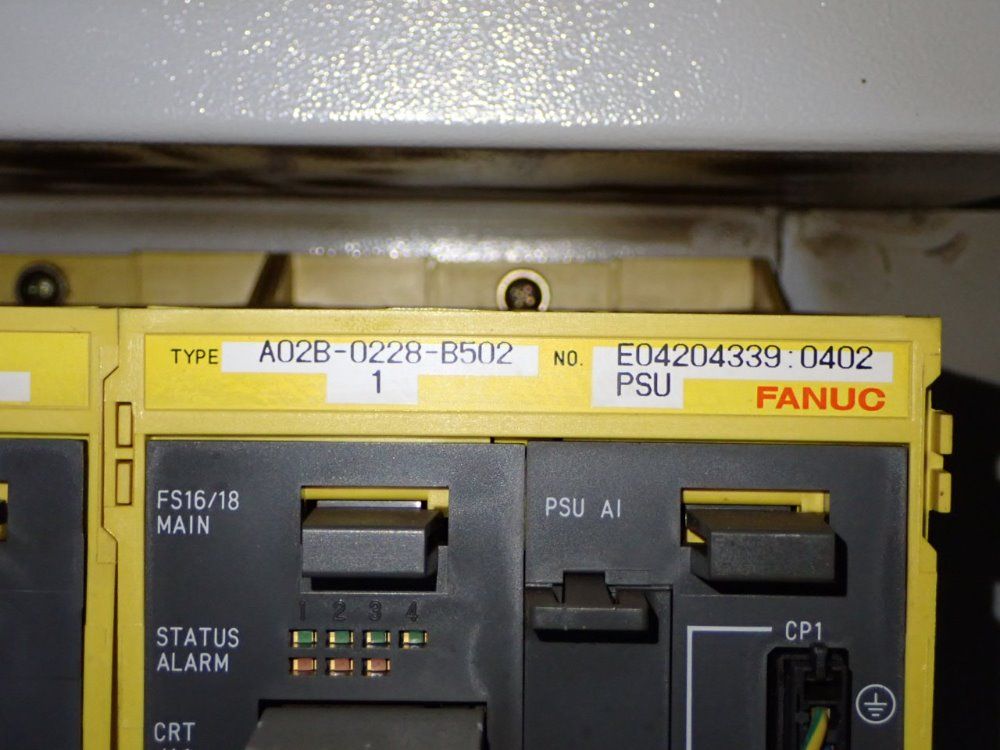 TYPE A02B-0228-B502 NO. E04204339:0402
1 PSU FANUC
FS16/18
MAIN
PSU AI
1 2 3 4
STATUS
ALARM
CP1
CRT